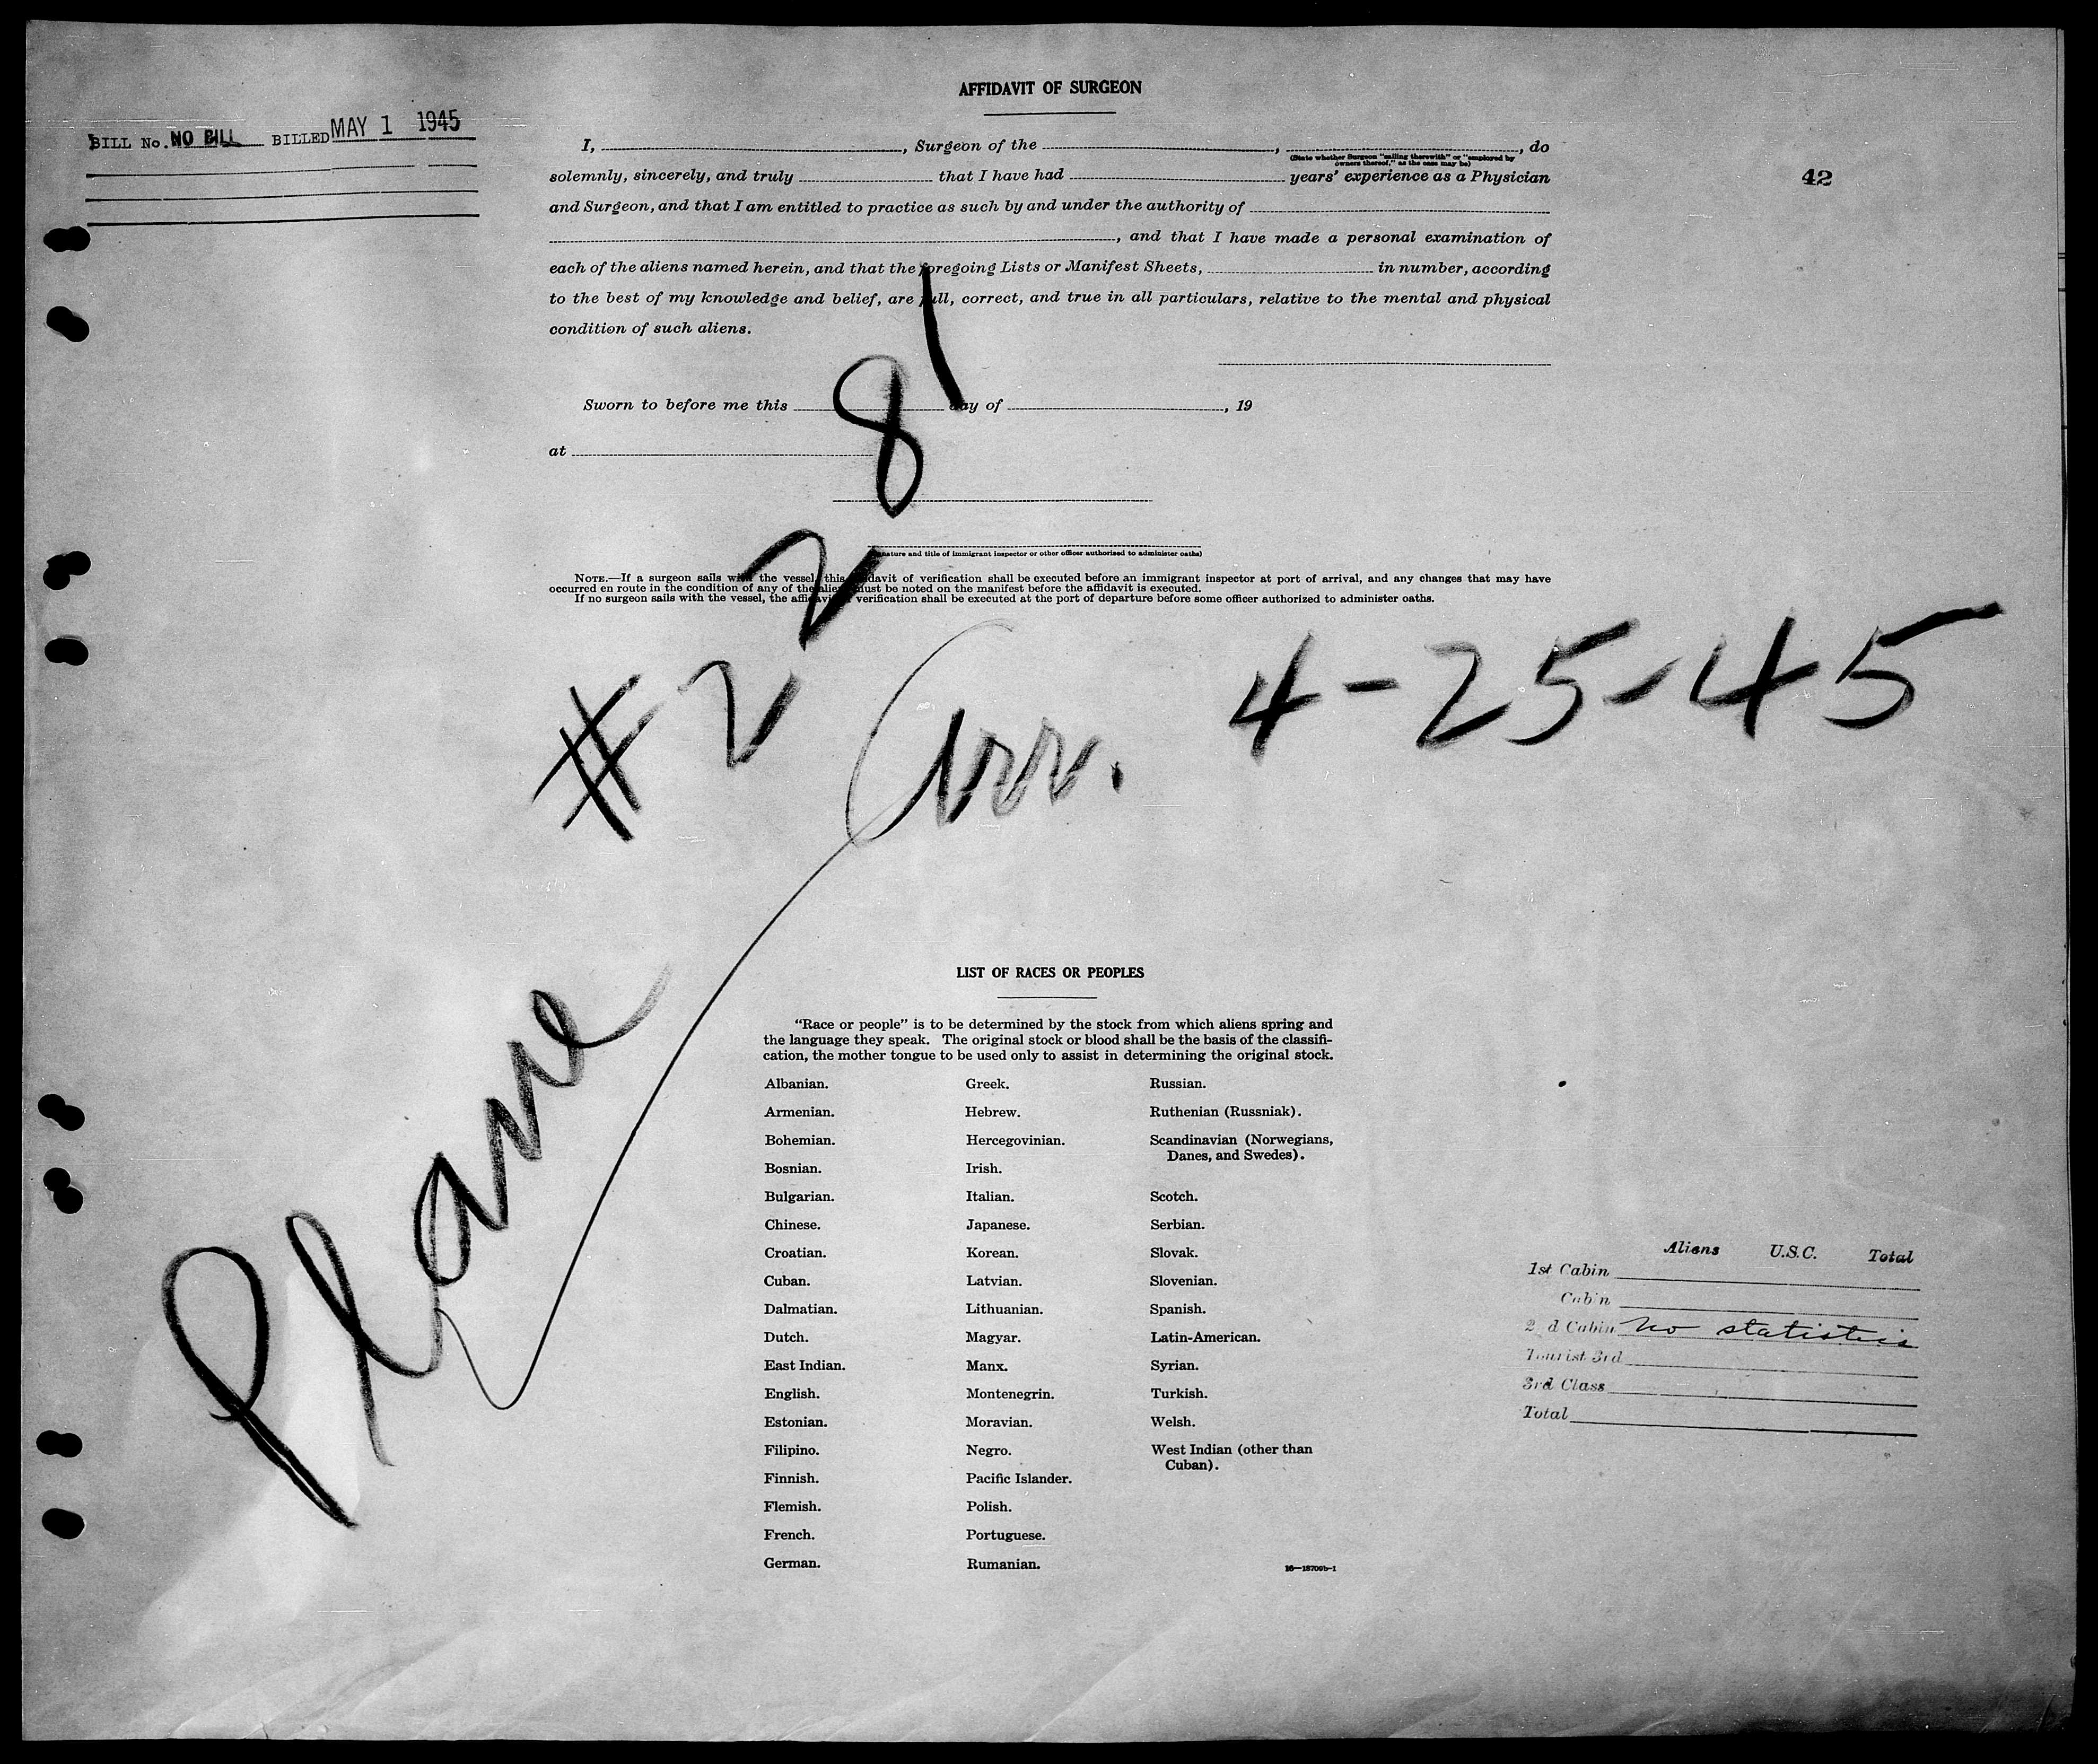 AFFIDAVIT OF SURGEON
BILL No. NO BILL BILLED MAY 1 1945
I, , Surgeon of the , , do
(State whether Surgeon "sailing therewith" or "employed by
owners thereof," as the case may be)
solemnly, sincerely, and truly that I have had years' experience as a Physician
42
and Surgeon, and that I am entitled to practice as such by and under the authority of
, and that I have made a personal examination of
each of the aliens named herein, and that the foregoing Lists or Manifest Sheets, in number, according
to the best of my knowledge and belief, are full, correct, and true in all particulars, relative to the mental and physical
condition of such aliens.
Sworn to before me this day of , 19
at
(Signature and title of immigrant inspector or other officer authorized to administer oaths)
NOTE.—If a surgeon sails with the vessel, this affidavit of verification shall be executed before an immigrant inspector at port of arrival, and any changes that may have
occurred en route in the condition of any of the aliens must be noted on the manifest before the affidavit is executed.
If no surgeon sails with the vessel, the affidavit of verification shall be executed at the port of departure before some officer authorized to administer oaths.
Plane #2281
Arr. 4-25-45
LIST OF RACES OR PEOPLES
"Race or people" is to be determined by the stock from which aliens spring and
the language they speak. The original stock or blood shall be the basis of the classifi-
cation, the mother tongue to be used only to assist in determining the original stock.
Albanian.
Armenian.
Bohemian.
Bosnian.
Bulgarian.
Chinese.
Croatian.
Cuban.
Dalmatian.
Dutch.
East Indian.
English.
Estonian.
Filipino.
Finnish.
Flemish.
French.
German.
Greek.
Hebrew.
Hercegovinian.
Irish.
Italian.
Japanese.
Korean.
Latvian.
Lithuanian.
Magyar.
Manx.
Montenegrin.
Moravian.
Negro.
Pacific Islander.
Polish.
Portuguese.
Rumanian.
Russian.
Ruthenian (Russniak).
Scandinavian (Norwegians,
Danes, and Swedes).
Scotch.
Serbian.
Slovak.
Slovenian.
Spanish.
Latin-American.
Syrian.
Turkish.
Welsh.
West Indian (other than
Cuban).
16—18709b-1
Aliens U.S.C. Total
1st Cabin
Cabin
2nd Cabin No statistics
Tourist 3rd
3rd Class
Total